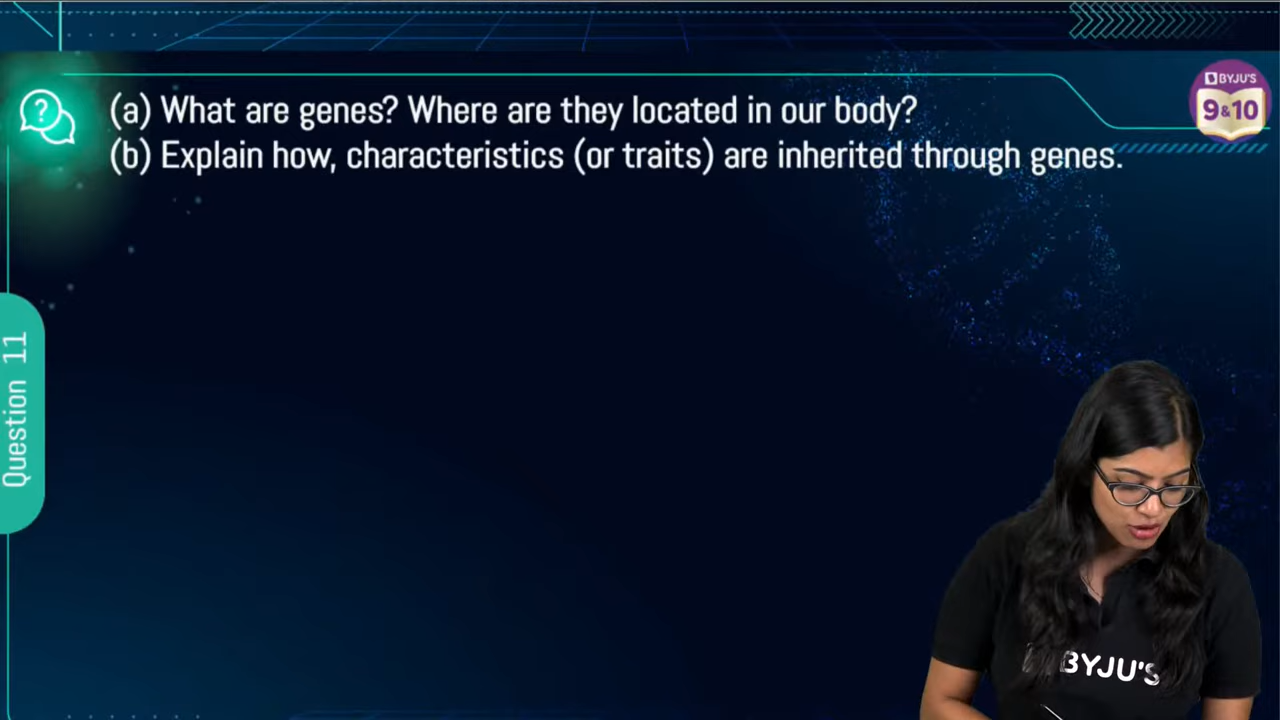 (a) What are genes? Where are they located in our body?
(b) Explain how, characteristics (or traits) are inherited through genes.
BYJU'S
9&10
Question 11
BYJU'S